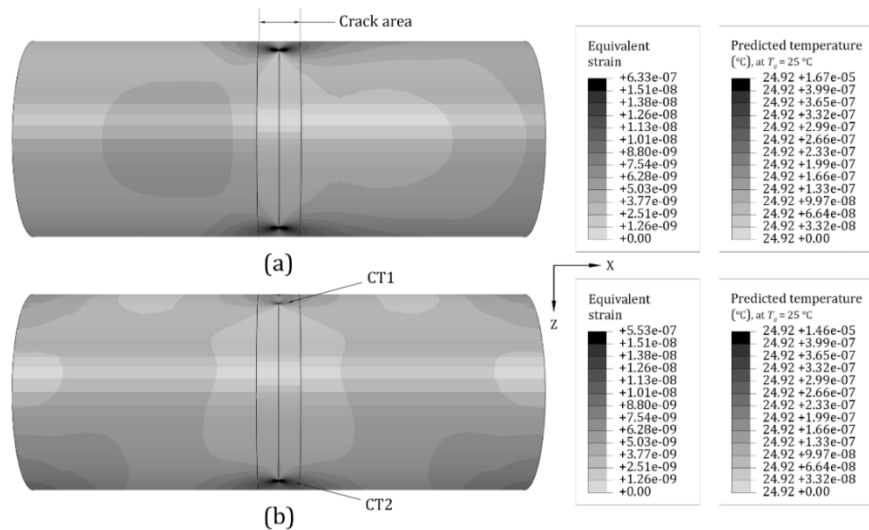 Crack area
Equivalent
strain
+6.33e-07
+1.51e-08
+1.38e-08
+1.26e-08
+1.13e-08
+1.01e-08
+8.80e-09
+7.54e-09
+6.28e-09
+5.03e-09
+3.77e-09
+2.51e-09
+1.26e-09
+0.00
Predicted temperature
(°C), at T₀ = 25 °C
24.92 +1.67e-05
24.92 +3.99e-07
24.92 +3.65e-07
24.92 +3.32e-07
24.92 +2.99e-07
24.92 +2.66e-07
24.92 +2.33e-07
24.92 +1.99e-07
24.92 +1.66e-07
24.92 +1.33e-07
24.92 +9.97e-08
24.92 +6.64e-08
24.92 +3.32e-08
24.92 +0.00
(a)
X
Z
CT1
CT2
(b)
Equivalent
strain
+5.53e-07
+1.51e-08
+1.38e-08
+1.26e-08
+1.13e-08
+1.01e-08
+8.80e-09
+7.54e-09
+6.28e-09
+5.03e-09
+3.77e-09
+2.51e-09
+1.26e-09
+0.00
Predicted temperature
(°C), at T₀ = 25 °C
24.92 +1.46e-05
24.92 +3.99e-07
24.92 +3.65e-07
24.92 +3.32e-07
24.92 +2.99e-07
24.92 +2.66e-07
24.92 +2.33e-07
24.92 +1.99e-07
24.92 +1.66e-07
24.92 +1.33e-07
24.92 +9.97e-08
24.92 +6.64e-08
24.92 +3.32e-08
24.92 +0.00